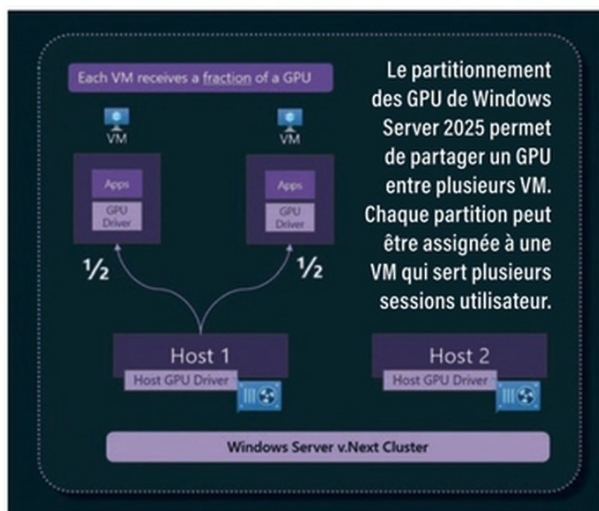 Each VM receives a fraction of a GPU
Le partitionnement
des GPU de Windows
Server 2025 permet
de partager un GPU
entre plusieurs VM.
Chaque partition peut
être assignée à une
VM qui sert plusieurs
sessions utilisateur.
VM
VM
Apps
GPU
Driver
Apps
GPU
Driver
½
½
Host 1
Host GPU Driver
Host 2
Host GPU Driver
Windows Server v.Next Cluster